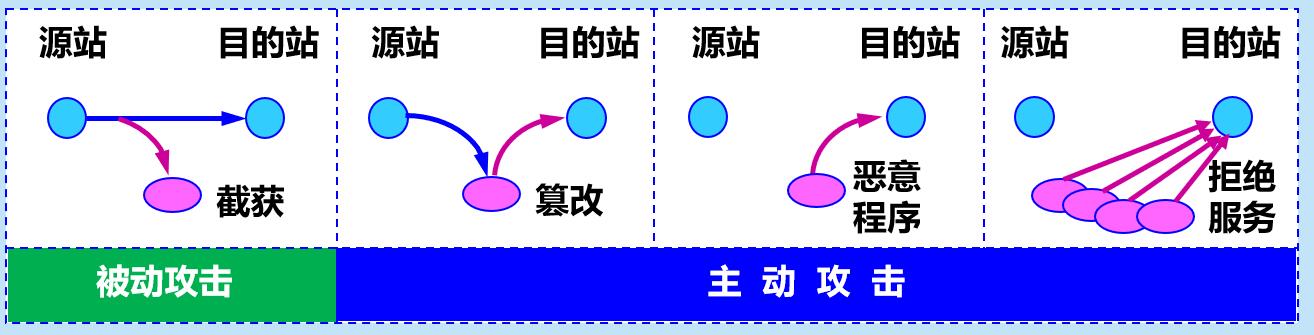 源站 目的站 源站 目的站 源站 目的站 源站 目的站
截获
篡改
恶意
程序
拒绝
服务
被动攻击
主 动 攻 击